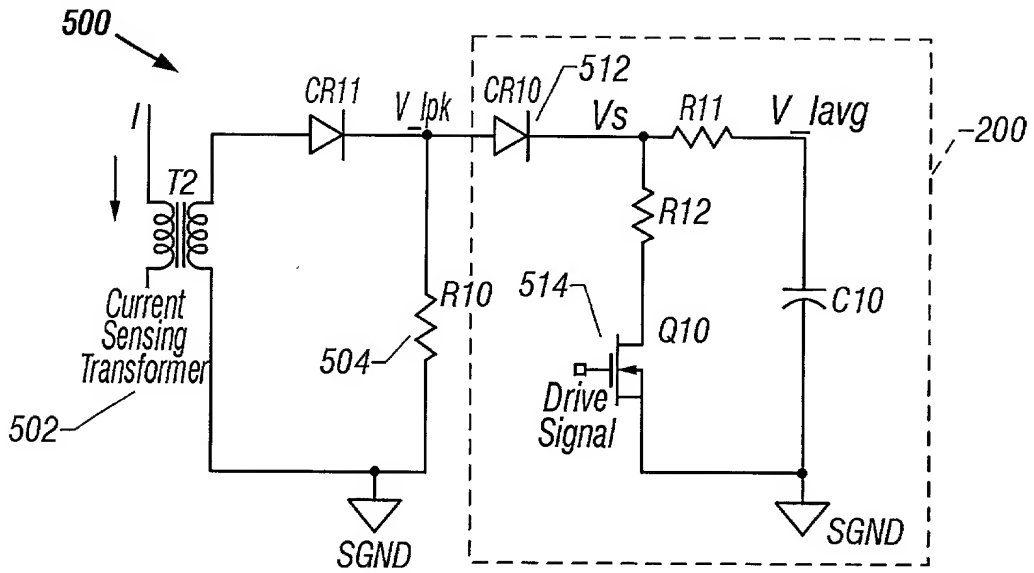 500
I
T2
Current
Sensing
Transformer
502
CR11
V_Ipk
R10
504
SGND
CR10
512
Vs
R11
V_Iavg
200
R12
514
Q10
Drive
Signal
C10
SGND